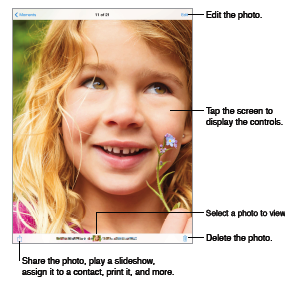 Moments
11 of 21
Edit
Edit the photo.
Tap the screen to
display the controls.
Select a photo to view
Delete the photo.
Share the photo, play a slideshow,
assign it to a contact, print it, and more.